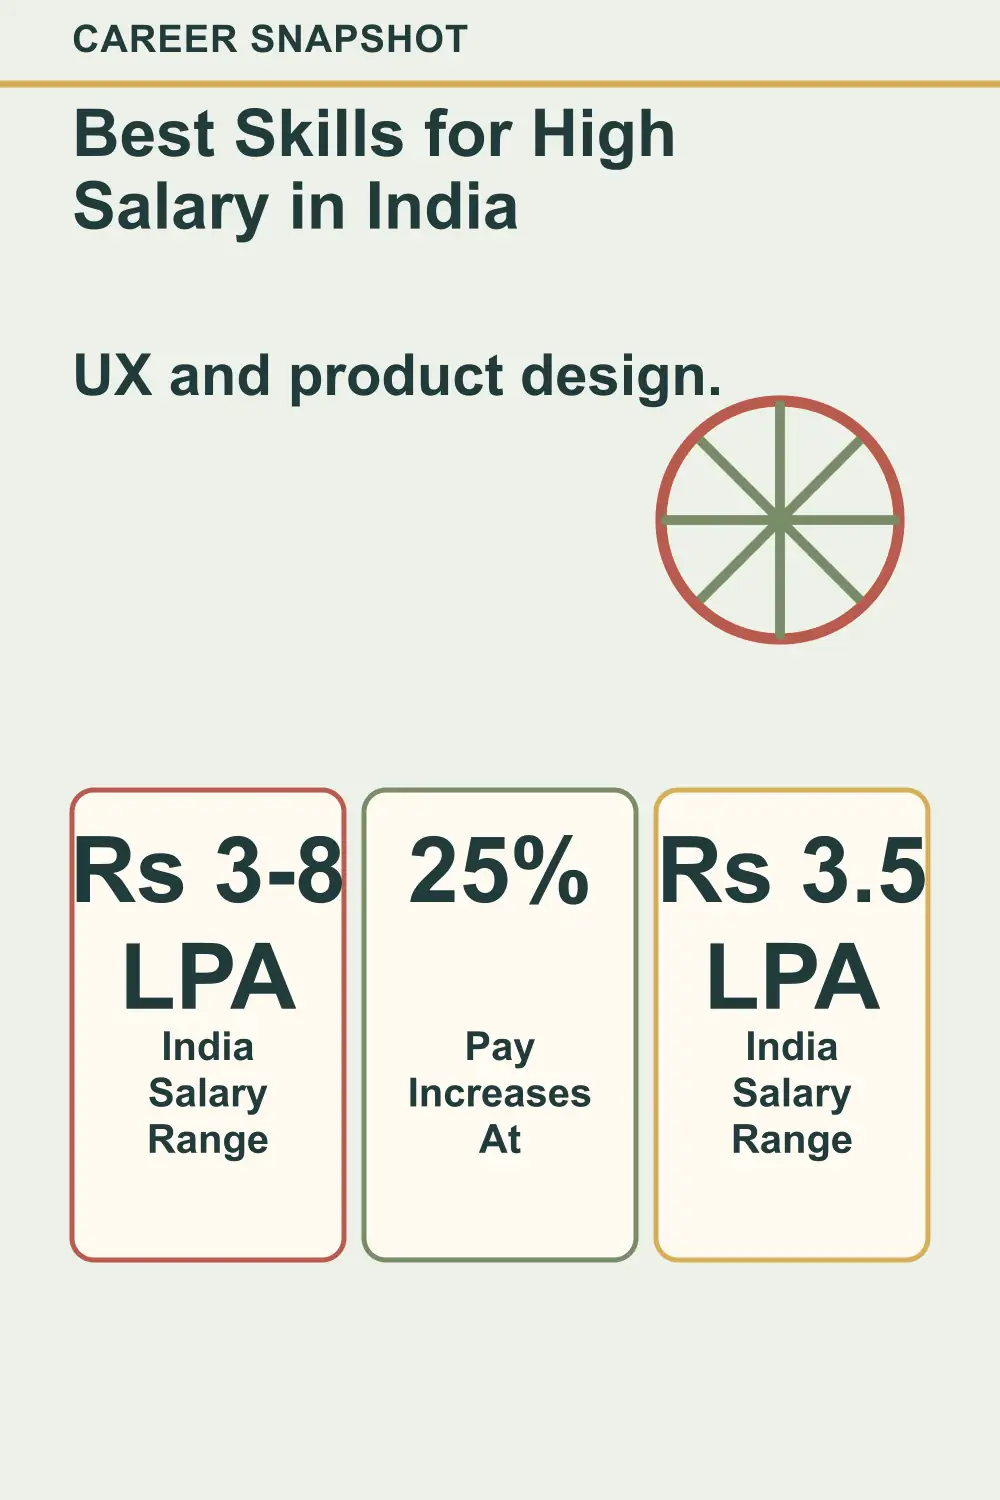 CAREER SNAPSHOT
Best Skills for High
Salary in India
UX and product design.
Rs 3-8
LPA
India
Salary
Range
25%
Pay
Increases
At
Rs 3.5
LPA
India
Salary
Range